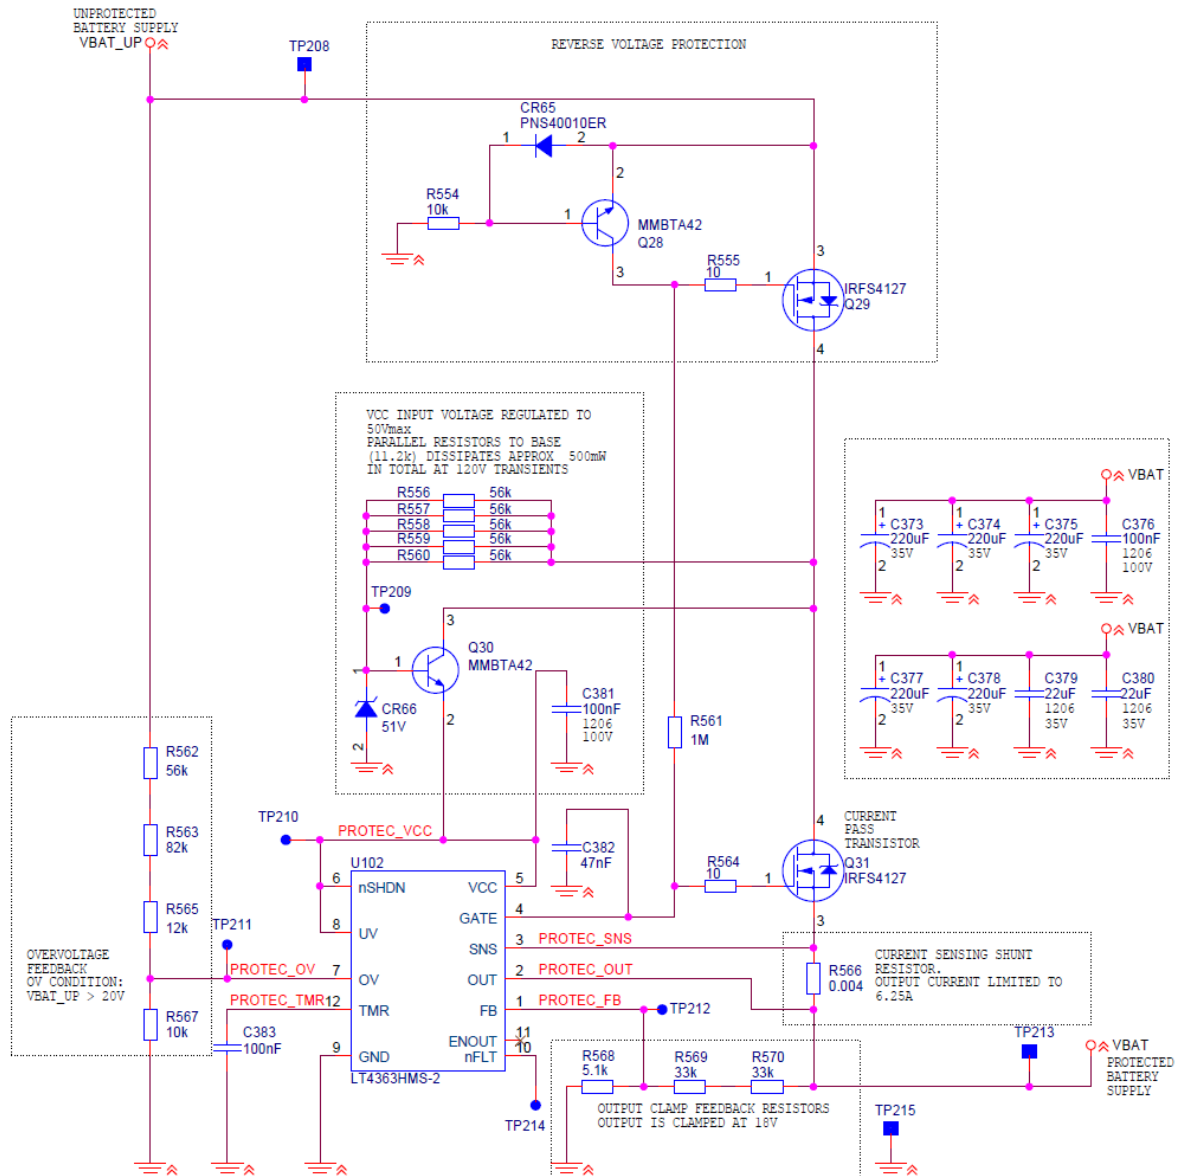 UNPROTECTED
BATTERY SUPPLY
VBAT_UP
TP208
REVERSE VOLTAGE PROTECTION
CR65
PNS40010ER
1
2
2
R554
10k
1
MMBTA42
Q28
3
R555
10
1
3
IRFS4127
Q29
4
VCC INPUT VOLTAGE REGULATED TO
50Vmax
PARALLEL RESISTORS TO BASE
(11.2k) DISSIPATES APPROX 500mW
IN TOTAL AT 120V TRANSIENTS
R556 56k
R557 56k
R558 56k
R559 56k
R560 56k
TP209
3
Q30
MMBTA42
1
1
2
CR66
51V
2
C381
100nF
1206
100V
VBAT
1
+ C373
220uF
35V
2
1
+ C374
220uF
35V
2
1
+ C375
220uF
35V
2
C376
100nF
1206
100V
VBAT
1
+ C377
220uF
35V
2
1
+ C378
220uF
35V
2
C379
22uF
1206
35V
C380
22uF
1206
35V
R561
1M
R562
56k
R563
82k
R565
12k
R567
10k
OVERVOLTAGE
FEEDBACK
OV CONDITION:
VBAT_UP > 20V
TP210
PROTEC_VCC
C382
47nF
R564
10
1
4
CURRENT
PASS
TRANSISTOR
Q31
IRFS4127
3
U102
6 nSHDN
8 UV
7 OV
12 TMR
9 GND
VCC 5
GATE 4
SNS 3
OUT 2
FB 1
ENOUT 11
nFLT 10
LT4363HMS-2
TP211
PROTEC_OV
PROTEC_TMR
C383
100nF
PROTEC_SNS
PROTEC_OUT
PROTEC_FB
TP212
R566
0.004
CURRENT SENSING SHUNT
RESISTOR.
OUTPUT CURRENT LIMITED TO
6.25A
TP213
VBAT
PROTECTED
BATTERY
SUPPLY
R568
5.1k
R569
33k
R570
33k
OUTPUT CLAMP FEEDBACK RESISTORS
OUTPUT IS CLAMPED AT 18V
TP214
TP215